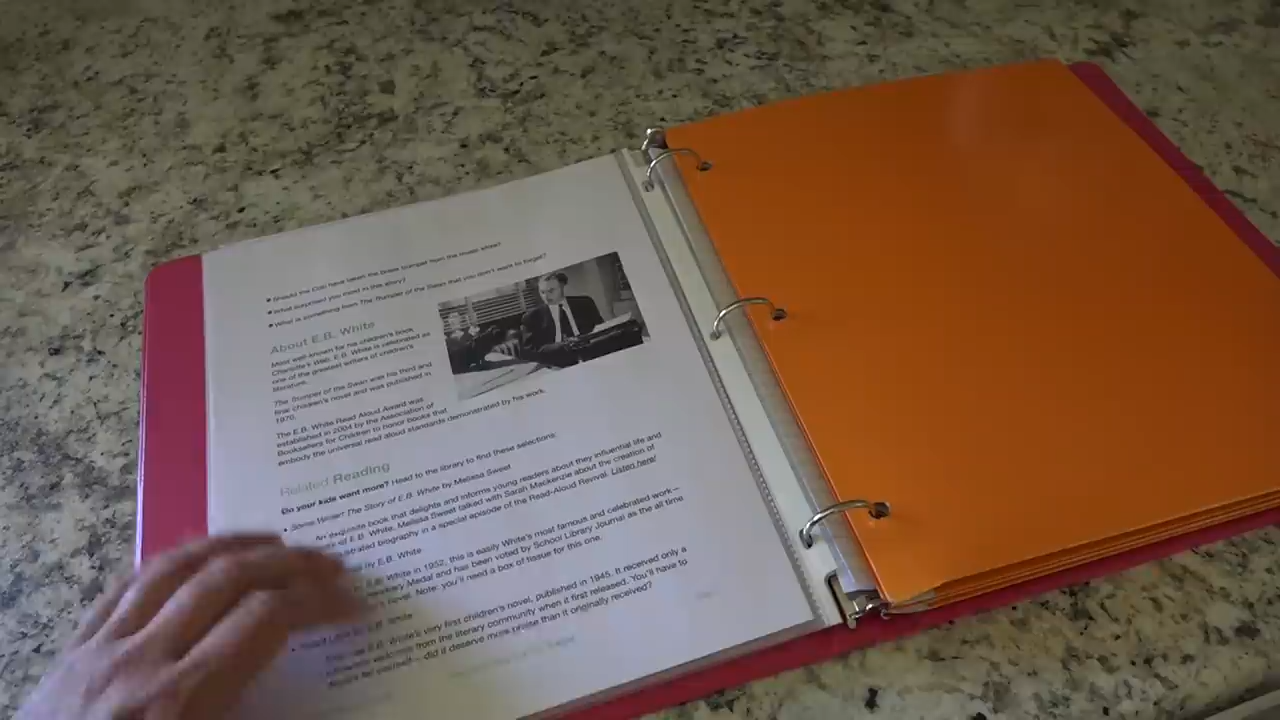 • Should the Cob have taken the brass trumpet from the music store?
• What surprised you most in this story?
• What is something from The Trumpet of the Swan that you don't want to forget?
About E.B. White
Most well-known for his children's book
Charlotte's Web, E.B. White is celebrated as
one of the greatest writers of children's
literature.
The Trumpet of the Swan was his third and
final children's novel and was published in
1970.
The E.B. White Read Aloud Award was
established in 2004 by the Association of
Booksellers for Children to honor books that
embody the universal read aloud standards demonstrated by his work.
Related Reading
Do your kids want more? Head to the library to find these selections:
• Some Writer! The Story of E.B. White by Melissa Sweet
An exquisite book that delights and informs young readers about the influential life and
of E.B. White. Melissa Sweet talked with Sarah Mackenzie about the creation of
biography in a special episode of the Read-Aloud Revival. Listen here!
by E.B. White
E.B. White in 1952, this is easily White's most famous and celebrated work—
Newbery Medal and has been voted by School Library Journal as the all time
novel. Note: you'll need a box of tissue for this one.
by E.B. White
E.B. White's very first children's novel, published in 1945. It received only a
welcome from the literary community when it first released. You'll have to
for yourself— did it deserve more praise than it originally received?